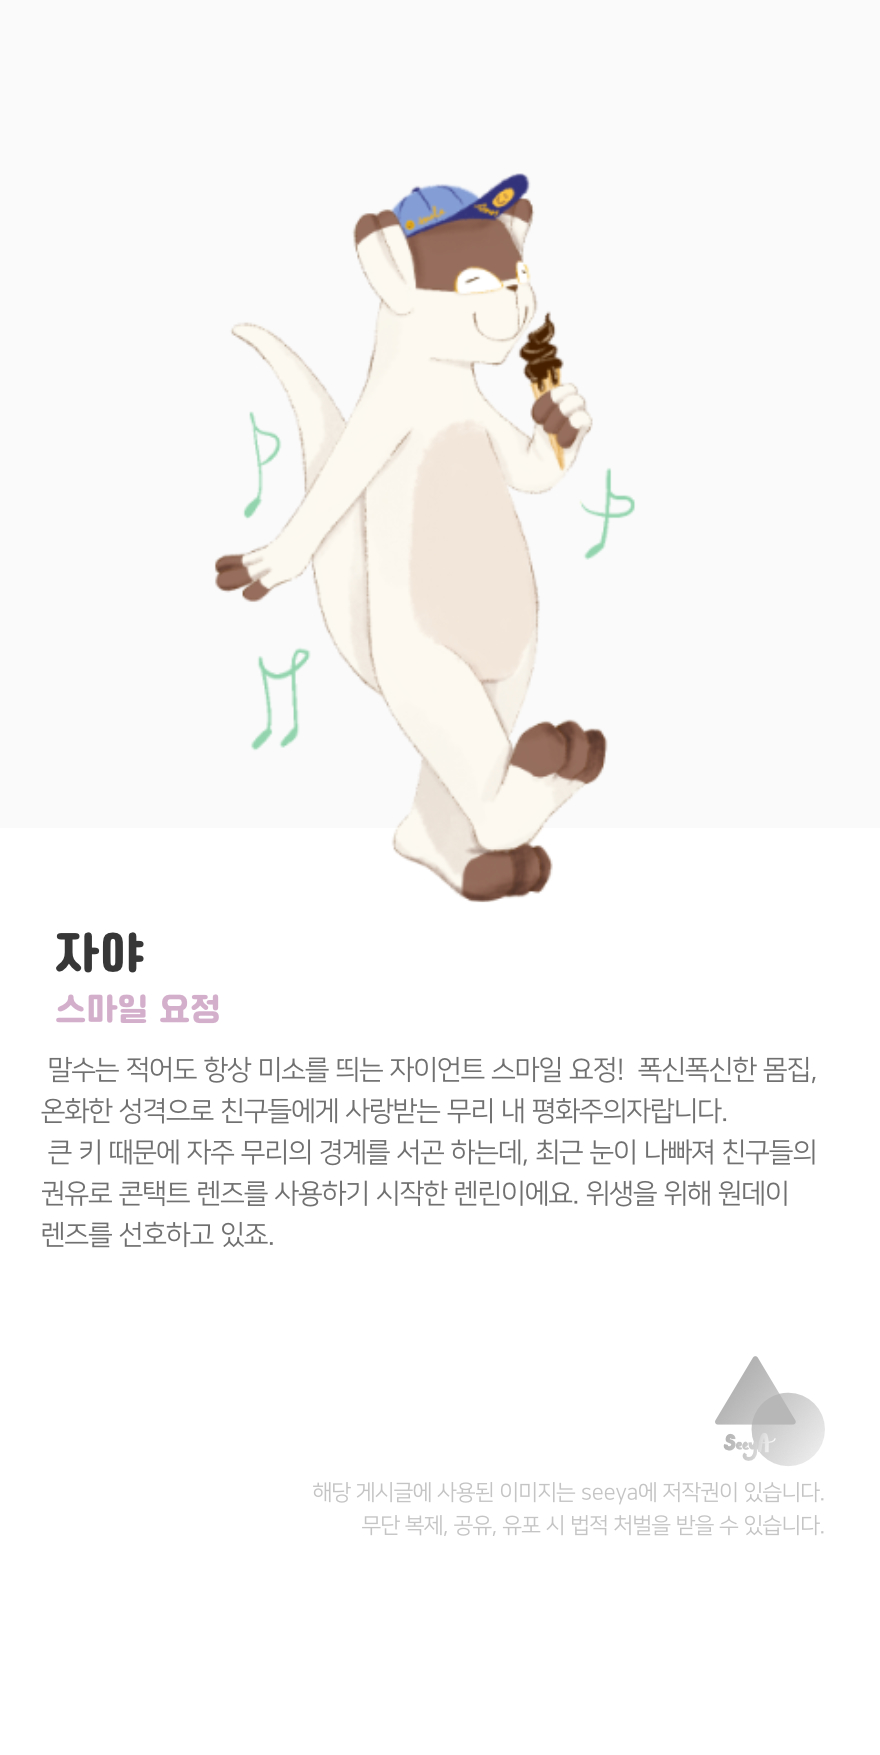 자야
스마일 요정
말수는 적어도 항상 미소를 띄는 자이언트 스마일 요정! 폭신폭신한 몸집,
온화한 성격으로 친구들에게 사랑받는 무리 내 평화주의자랍니다.
큰 키 때문에 자주 무리의 경계를 서곤 하는데, 최근 눈이 나빠져 친구들의
권유로 콘택트 렌즈를 사용하기 시작한 렌린이에요. 위생을 위해 원데이
렌즈를 선호하고 있죠.
SeeyA
해당 게시글에 사용된 이미지는 seeya에 저작권이 있습니다.
무단 복제, 공유, 유포 시 법적 처벌을 받을 수 있습니다.